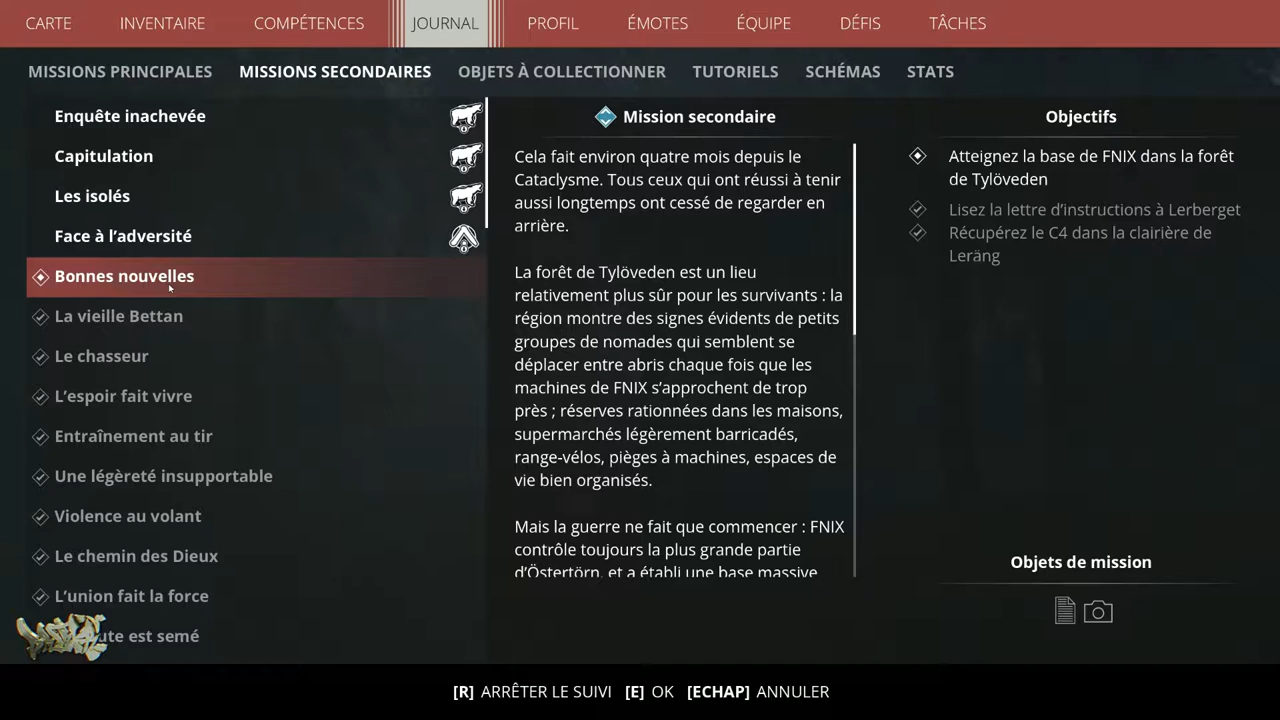 CARTE INVENTAIRE COMPÉTENCES JOURNAL PROFIL ÉMOTES ÉQUIPE DÉFIS TÂCHES
MISSIONS PRINCIPALES MISSIONS SECONDAIRES OBJETS À COLLECTIONNER TUTORIELS SCHÉMAS STATS
Enquête inachevée
Capitulation
Les isolés
Face à l’adversité
Bonnes nouvelles
La vieille Bettan
Le chasseur
L’espoir fait vivre
Entraînement au tir
Une légèreté insupportable
Violence au volant
Le chemin des Dieux
L’union fait la force
est semé
Mission secondaire
Cela fait environ quatre mois depuis le
Cataclysme. Tous ceux qui ont réussi à tenir
aussi longtemps ont cessé de regarder en
arrière.
La forêt de Tylöveden est un lieu
relativement plus sûr pour les survivants : la
région montre des signes évidents de petits
groupes de nomades qui semblent se
déplacer entre abris chaque fois que les
machines de FNIX s’approchent de trop
près ; réserves rationnées dans les maisons,
supermarchés légèrement barricadés,
range-vélos, pièges à machines, espaces de
vie bien organisés.
Mais la guerre ne fait que commencer : FNIX
contrôle toujours la plus grande partie
d’Östertörn, et a établi une base massive
Objectifs
Atteignez la base de FNIX dans la forêt
de Tylöveden
Lisez la lettre d’instructions à Lerberget
Récupérez le C4 dans la clairière de
Leräng
Objets de mission
[R] ARRÊTER LE SUIVI [E] OK [ECHAP] ANNULER